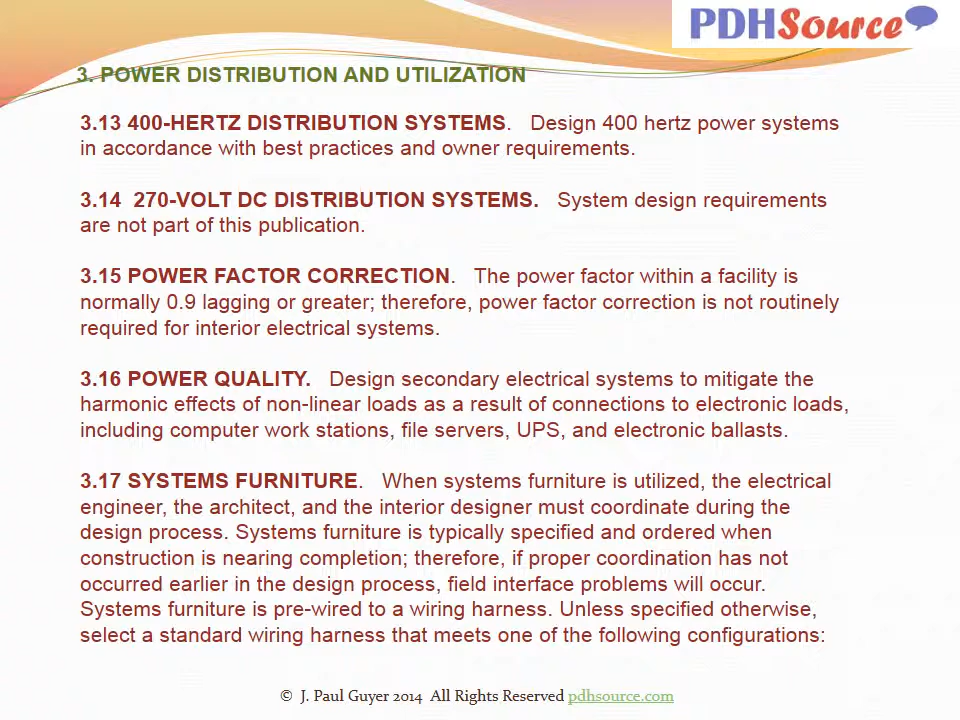 PDHSource
3. POWER DISTRIBUTION AND UTILIZATION
3.13 400-HERTZ DISTRIBUTION SYSTEMS. Design 400 hertz power systems
in accordance with best practices and owner requirements.
3.14 270-VOLT DC DISTRIBUTION SYSTEMS. System design requirements
are not part of this publication.
3.15 POWER FACTOR CORRECTION. The power factor within a facility is
normally 0.9 lagging or greater; therefore, power factor correction is not routinely
required for interior electrical systems.
3.16 POWER QUALITY. Design secondary electrical systems to mitigate the
harmonic effects of non-linear loads as a result of connections to electronic loads,
including computer work stations, file servers, UPS, and electronic ballasts.
3.17 SYSTEMS FURNITURE. When systems furniture is utilized, the electrical
engineer, the architect, and the interior designer must coordinate during the
design process. Systems furniture is typically specified and ordered when
construction is nearing completion; therefore, if proper coordination has not
occurred earlier in the design process, field interface problems will occur.
Systems furniture is pre-wired to a wiring harness. Unless specified otherwise,
select a standard wiring harness that meets one of the following configurations:
© J. Paul Guyer 2014 All Rights Reserved pdhsource.com